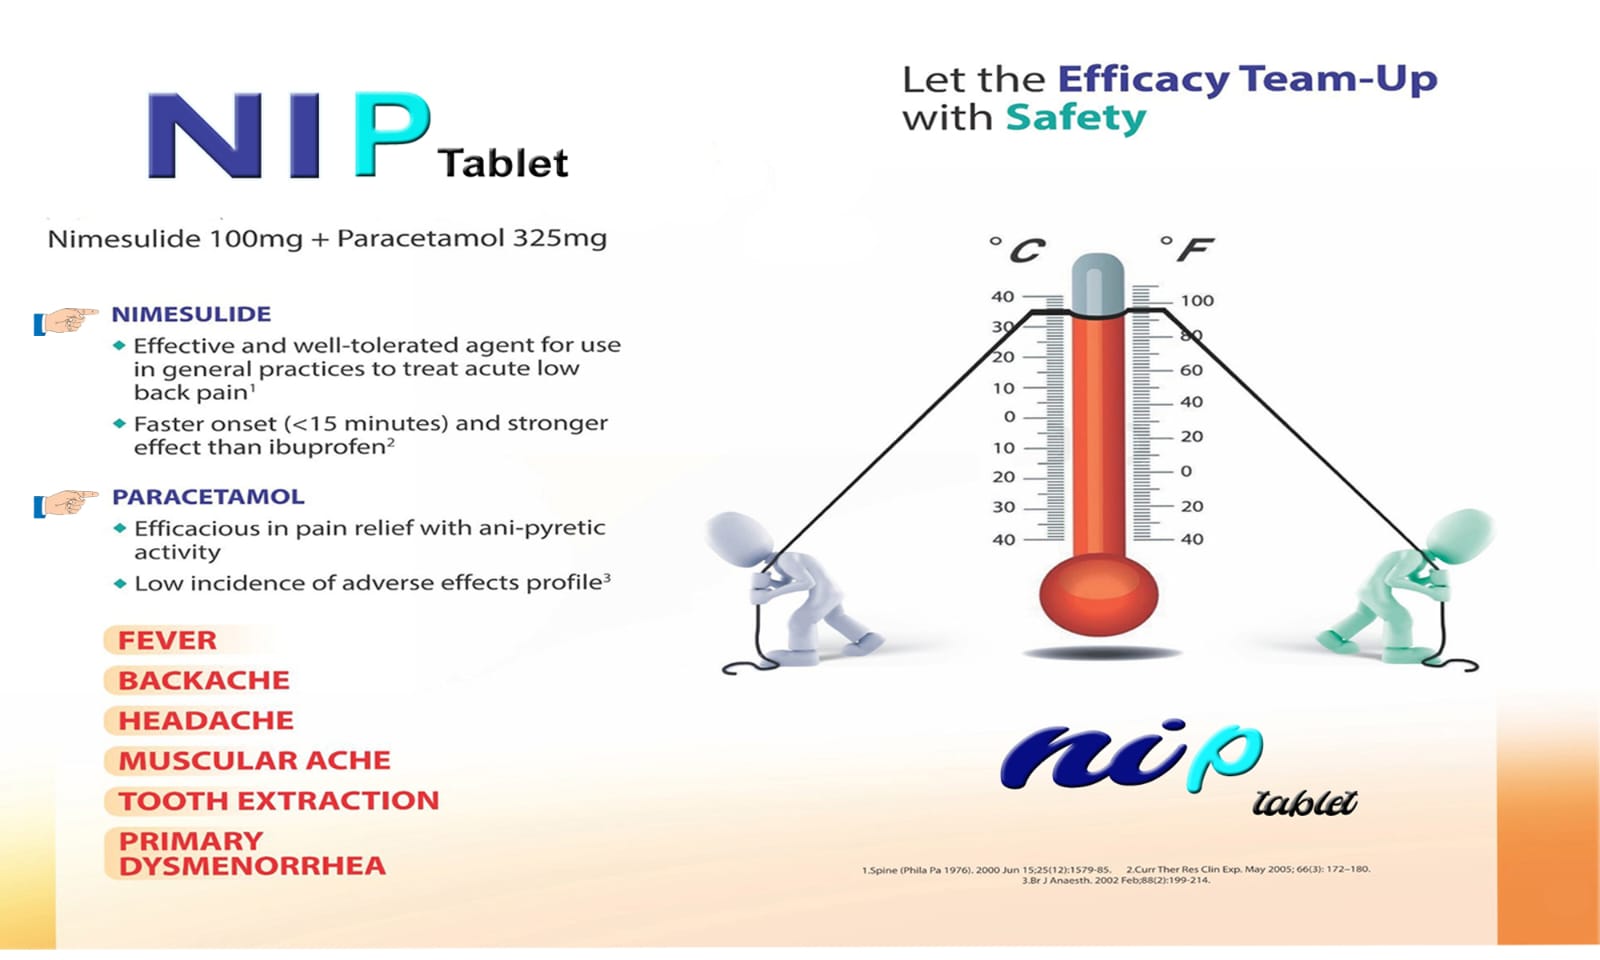 NIP Tablet
Nimesulide 100mg + Paracetamol 325mg
NIMESULIDE
Effective and well-tolerated agent for use
in general practices to treat acute low
back pain¹
Faster onset (<15 minutes) and stronger
effect than ibuprofen²
PARACETAMOL
Efficacious in pain relief with ani-pyretic
activity
Low incidence of adverse effects profile³
FEVER
BACKACHE
HEADACHE
MUSCULAR ACHE
TOOTH EXTRACTION
PRIMARY
DYSMENORRHEA
Let the Efficacy Team-Up
with Safety
°C °F
40 100
30 80
20 60
10 40
0 20
10 0
20 20
30 40
40
nip
tablet
1.Spine (Phila Pa 1976). 2000 Jun 15;25(12):1579-85. 2.Curr Ther Res Clin Exp. May 2005; 66(3): 172–180.
3.Br J Anaesth. 2002 Feb;88(2):199-214.